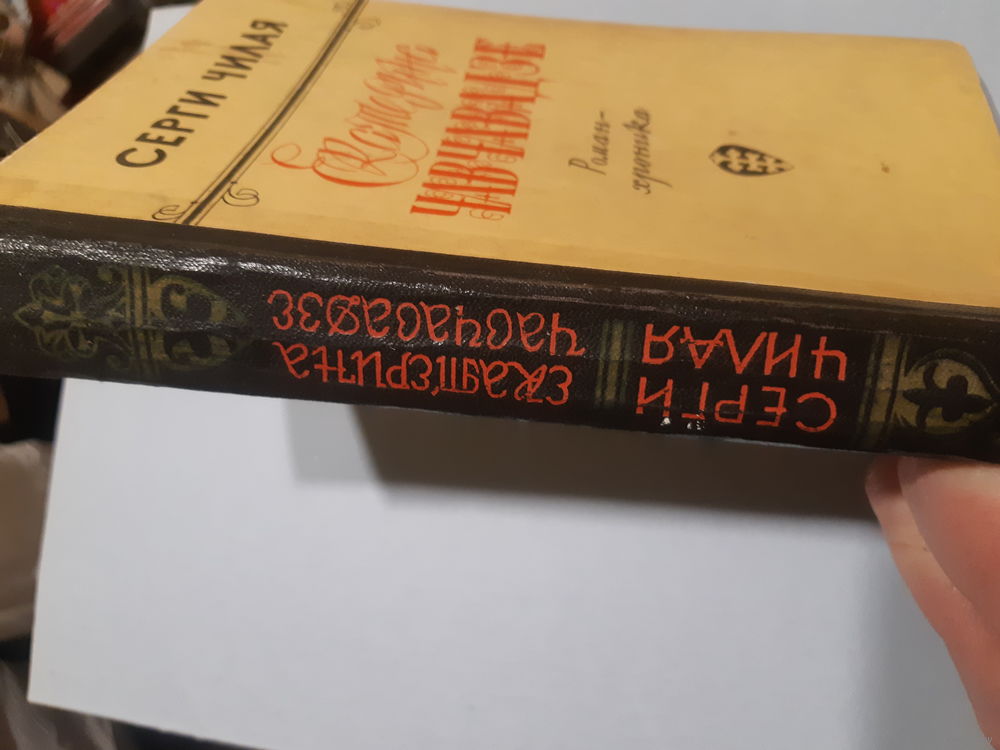 СЕРГИ ЧИЛАЯ
Екатерина
ЧАВЧАВАДЗЕ
Роман-
хроника
СЕРГИ
ЧИЛАЯ
ЕКАТЕРИНА
ЧАВЧАВАДЗЕ